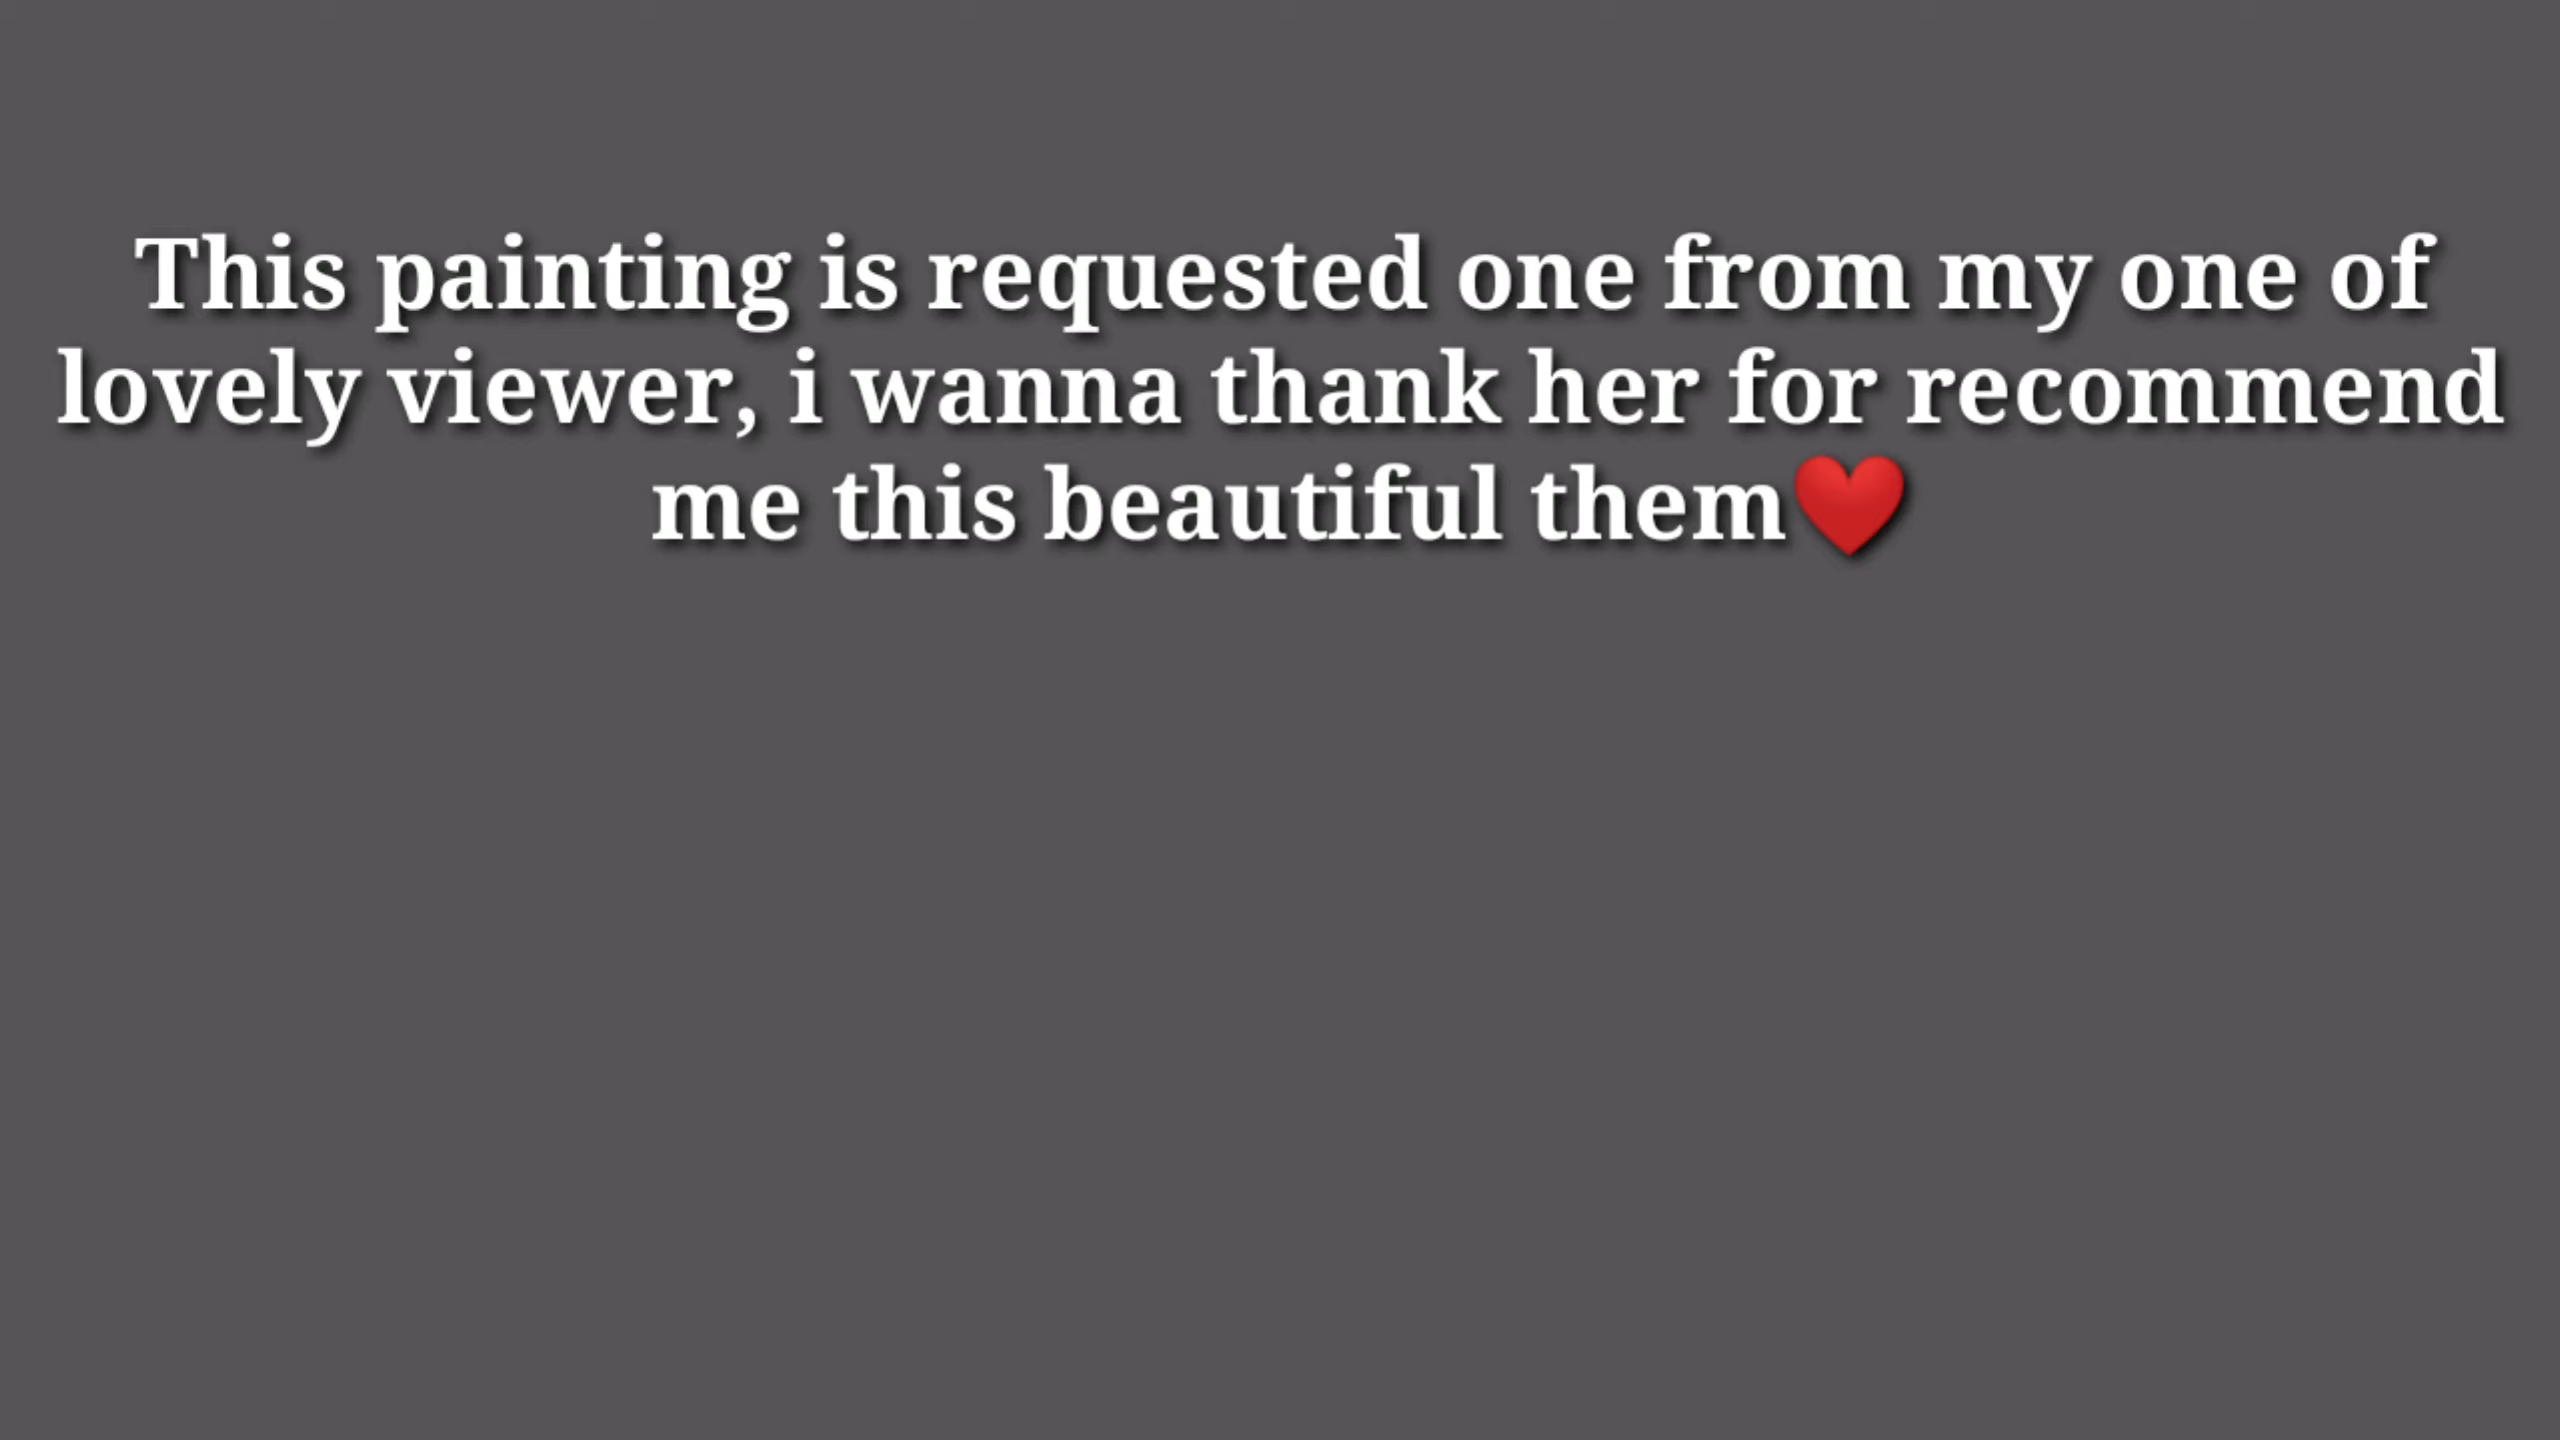 This painting is requested one from my one of
lovely viewer, i wanna thank her for recommend
me this beautiful them❤️